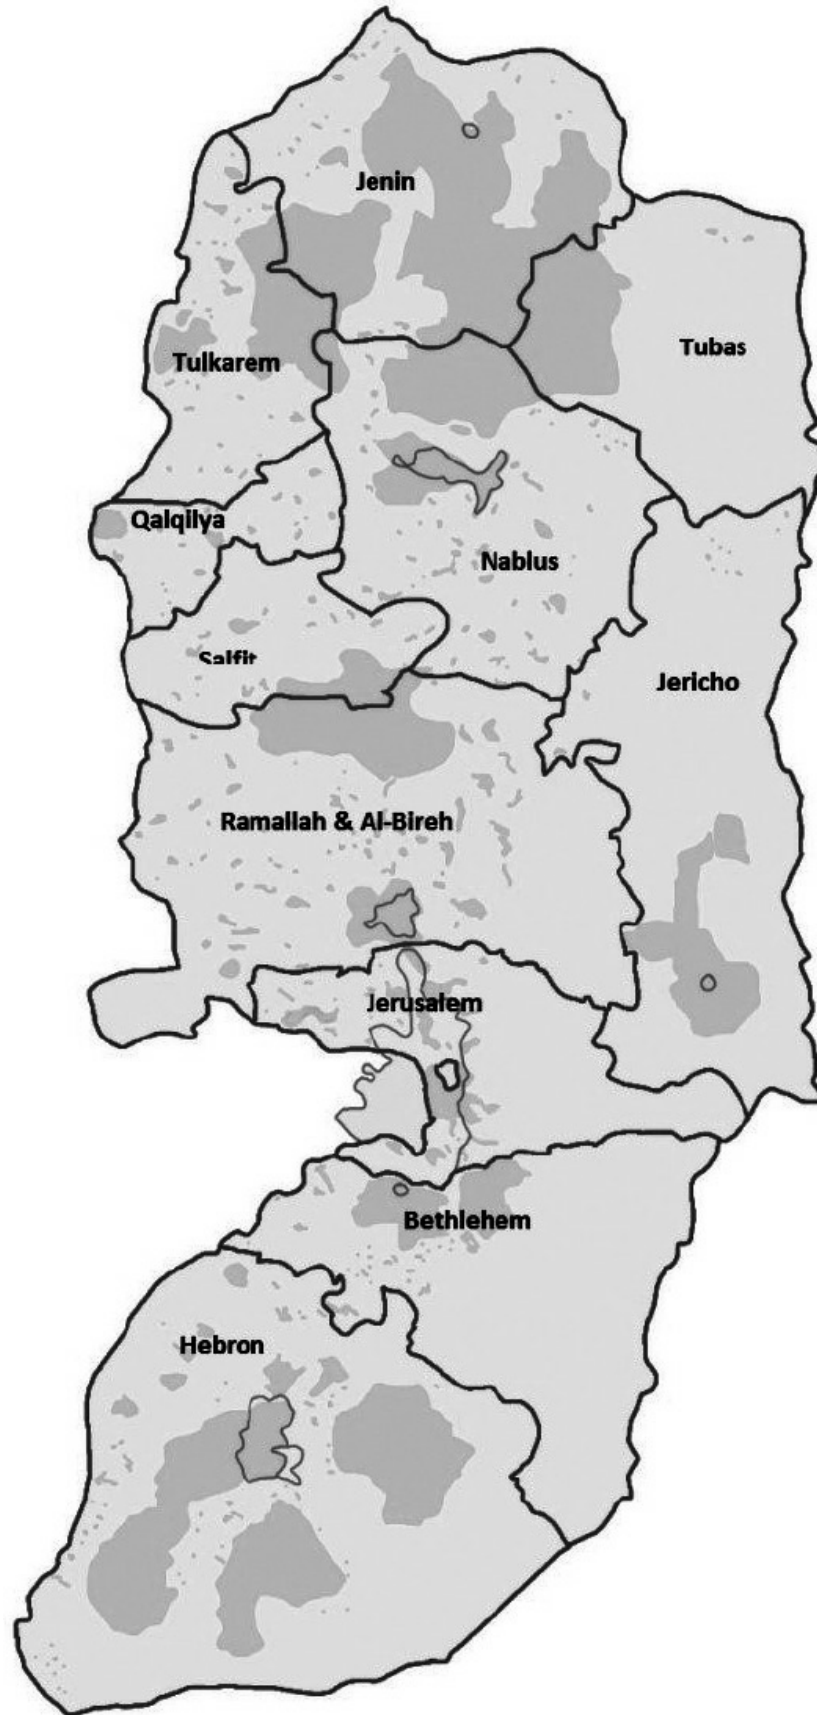 Jenin
Tubas
Tulkarem
Qalqilya
Nablus
Salfit
Jericho
Ramallah & Al-Bireh
Jerusalem
Bethlehem
Hebron